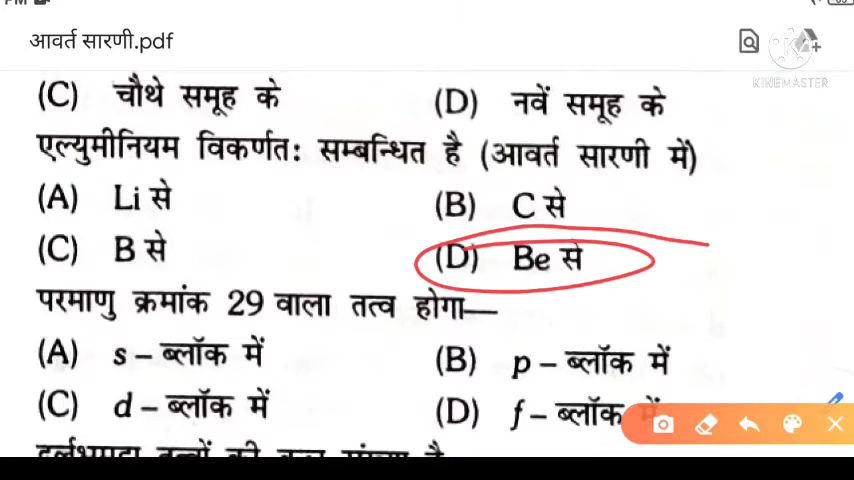 आवर्त सारणी.pdf
KINEMASTER
(C) चौथे समूह के (D) नवें समूह के
एल्युमीनियम विकर्णतः सम्बन्धित है (आवर्त सारणी में)
(A) Li से (B) C से
(C) B से (D) Be से
परमाणु क्रमांक 29 वाला तत्व होगा—
(A) s – ब्लॉक में (B) p – ब्लॉक में
(C) d – ब्लॉक में (D) f – ब्लॉक में